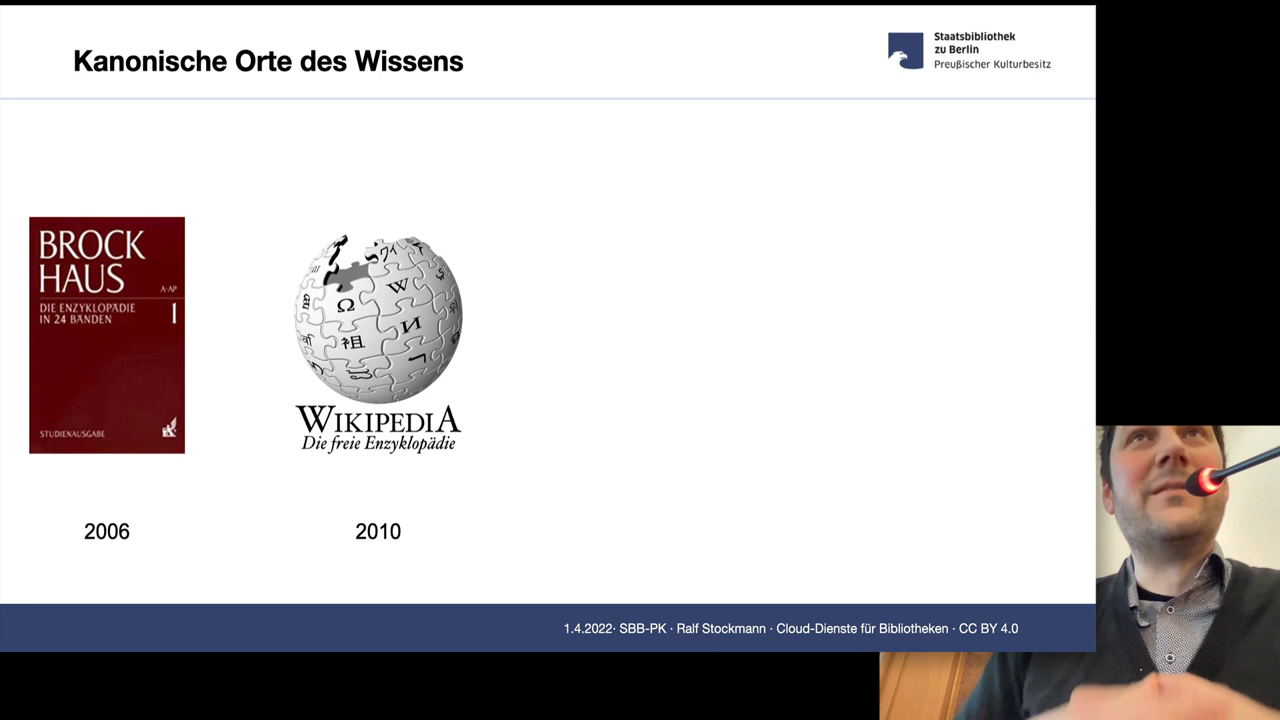 Kanonische Orte des Wissens
Staatsbibliothek
zu Berlin
Preußischer Kulturbesitz
BROCK
HAUS
A-AP
DIE ENZYKLOPÄDIE
IN 24 BÄNDEN
1
STUDIENAUSGABE
Ω
W
И
祖
WIKIPEDIA
Die freie Enzyklopädie
2006
2010
1.4.2022· SBB-PK · Ralf Stockmann · Cloud-Dienste für Bibliotheken · CC BY 4.0